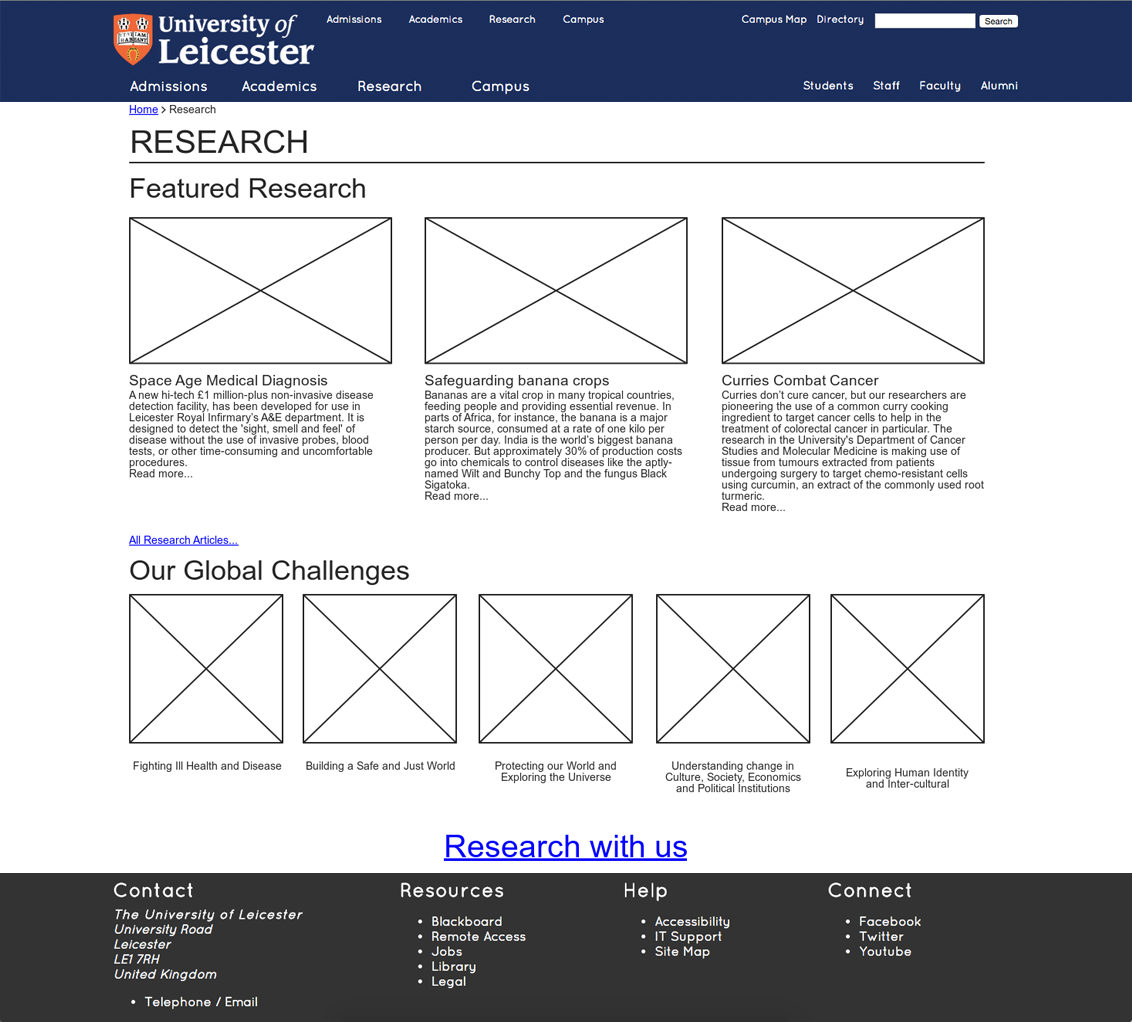 University of
Leicester
Admissions Academics Research Campus
Campus Map Directory Search
Admissions Academics Research Campus
Students Staff Faculty Alumni
Home > Research
RESEARCH
Featured Research
Space Age Medical Diagnosis
A new hi-tech £1 million-plus non-invasive disease
detection facility, has been developed for use in
Leicester Royal Infirmary's A&E department. It is
designed to detect the 'sight, smell and feel' of
disease without the use of invasive probes, blood
tests, or other time-consuming and uncomfortable
procedures.
Read more...
Safeguarding banana crops
Bananas are a vital crop in many tropical countries,
feeding people and providing essential revenue. In
parts of Africa, for instance, the banana is a major
starch source, consumed at a rate of one kilo per
person per day. India is the world's biggest banana
producer. But approximately 30% of production costs
go into chemicals to control diseases like the aptly-
named Wilt and Bunchy Top and the fungus Black
Sigatoka.
Read more...
Curries Combat Cancer
Curries don't cure cancer, but our researchers are
pioneering the use of a common curry cooking
ingredient to target cancer cells to help in the
treatment of colorectal cancer in particular. The
research in the University's Department of Cancer
Studies and Molecular Medicine is making use of
tissue from tumours extracted from patients
undergoing surgery to target chemo-resistant cells
using curcumin, an extract of the commonly used root
turmeric.
Read more...
All Research Articles...
Our Global Challenges
Fighting Ill Health and Disease
Building a Safe and Just World
Protecting our World and
Exploring the Universe
Understanding change in
Culture, Society, Economics
and Political Institutions
Exploring Human Identity
and Inter-cultural
Research with us
Contact
The University of Leicester
University Road
Leicester
LE1 7RH
United Kingdom
• Telephone / Email
Resources
• Blackboard
• Remote Access
• Jobs
• Library
• Legal
Help
• Accessibility
• IT Support
• Site Map
Connect
• Facebook
• Twitter
• Youtube